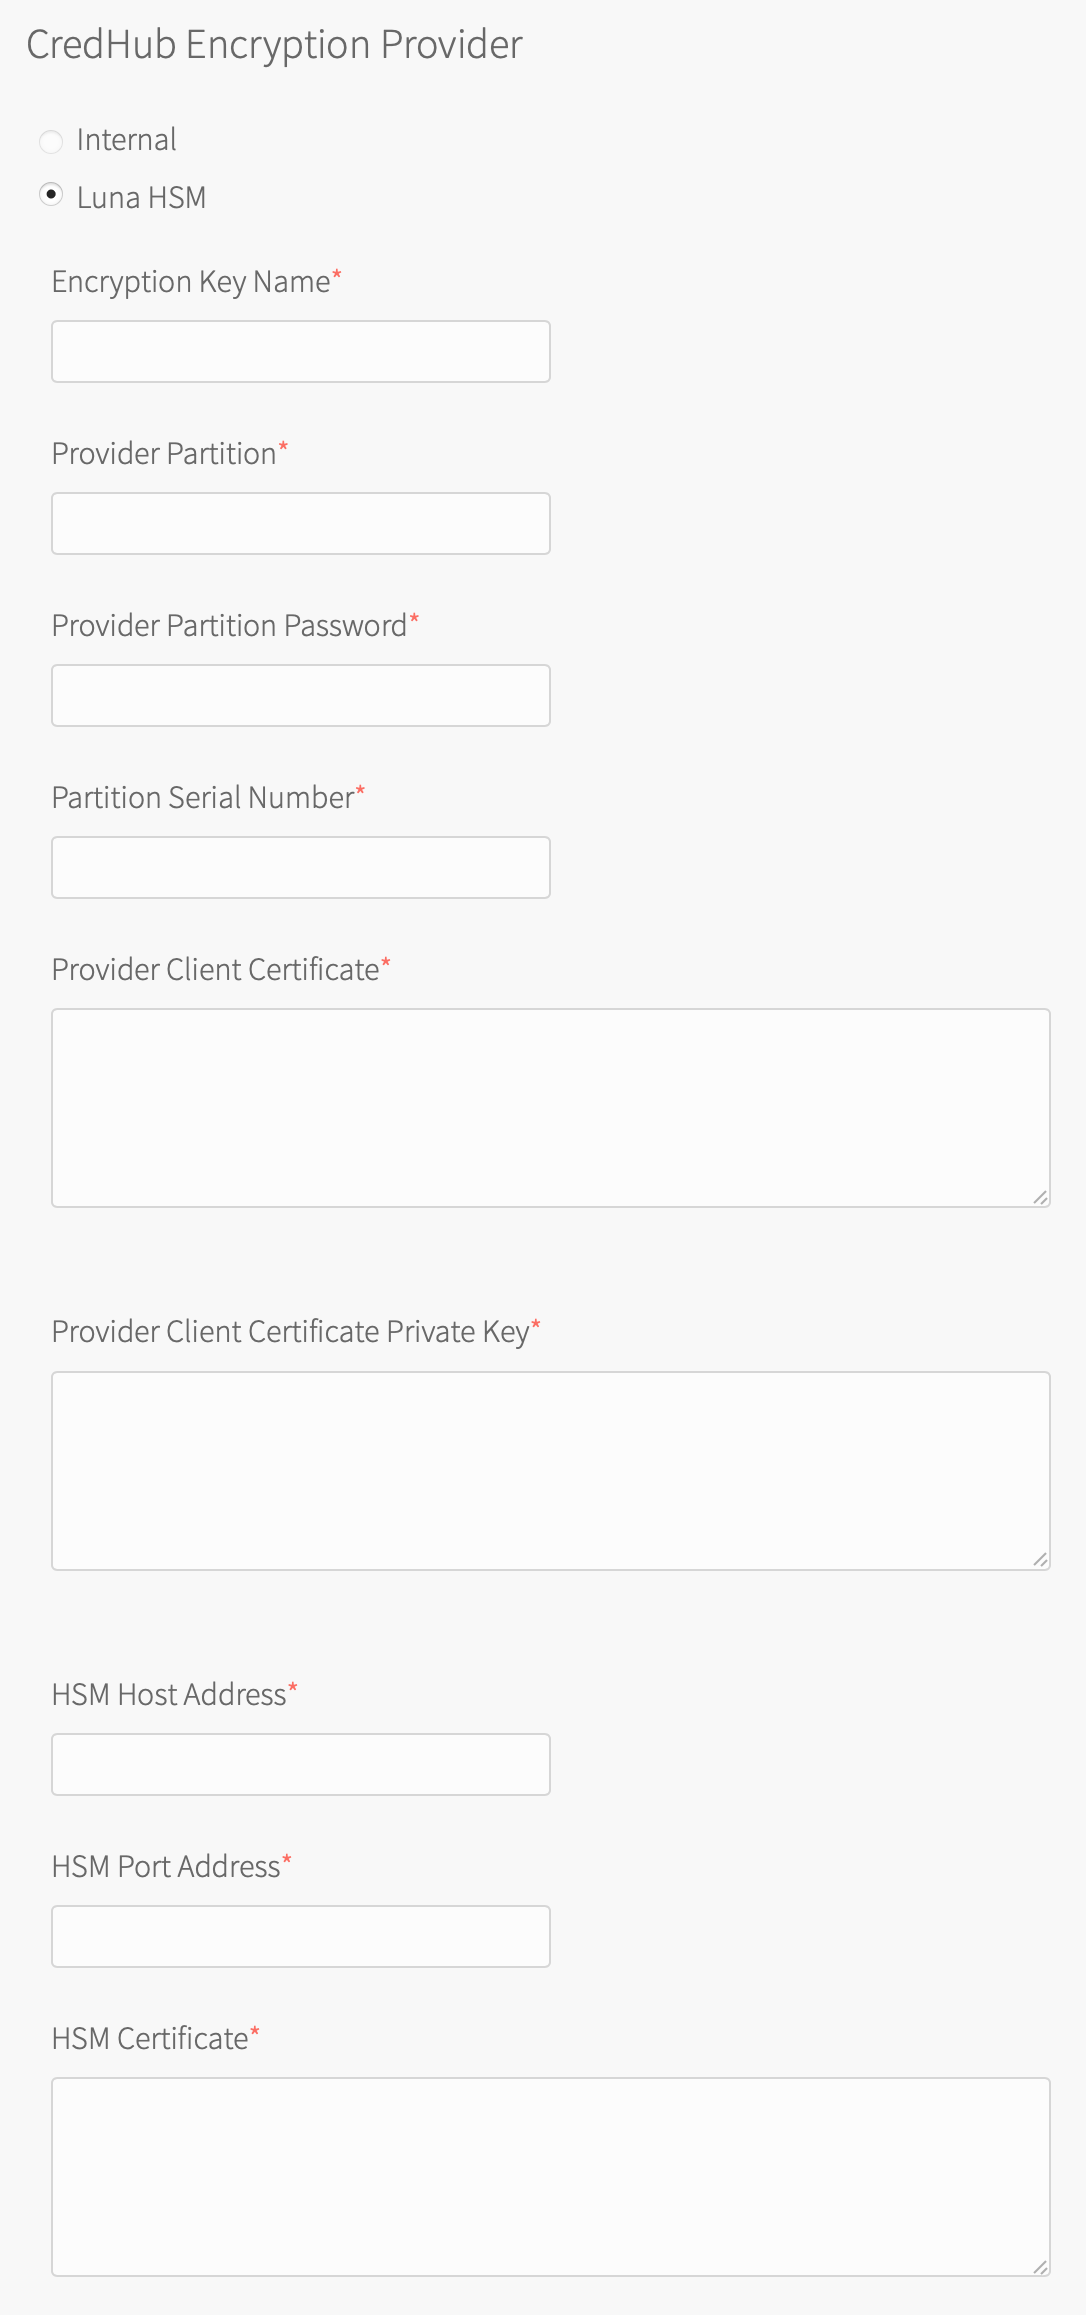 CredHub Encryption Provider
Internal
Luna HSM
Encryption Key Name*
Provider Partition*
Provider Partition Password*
Partition Serial Number*
Provider Client Certificate*
Provider Client Certificate Private Key*
HSM Host Address*
HSM Port Address*
HSM Certificate*